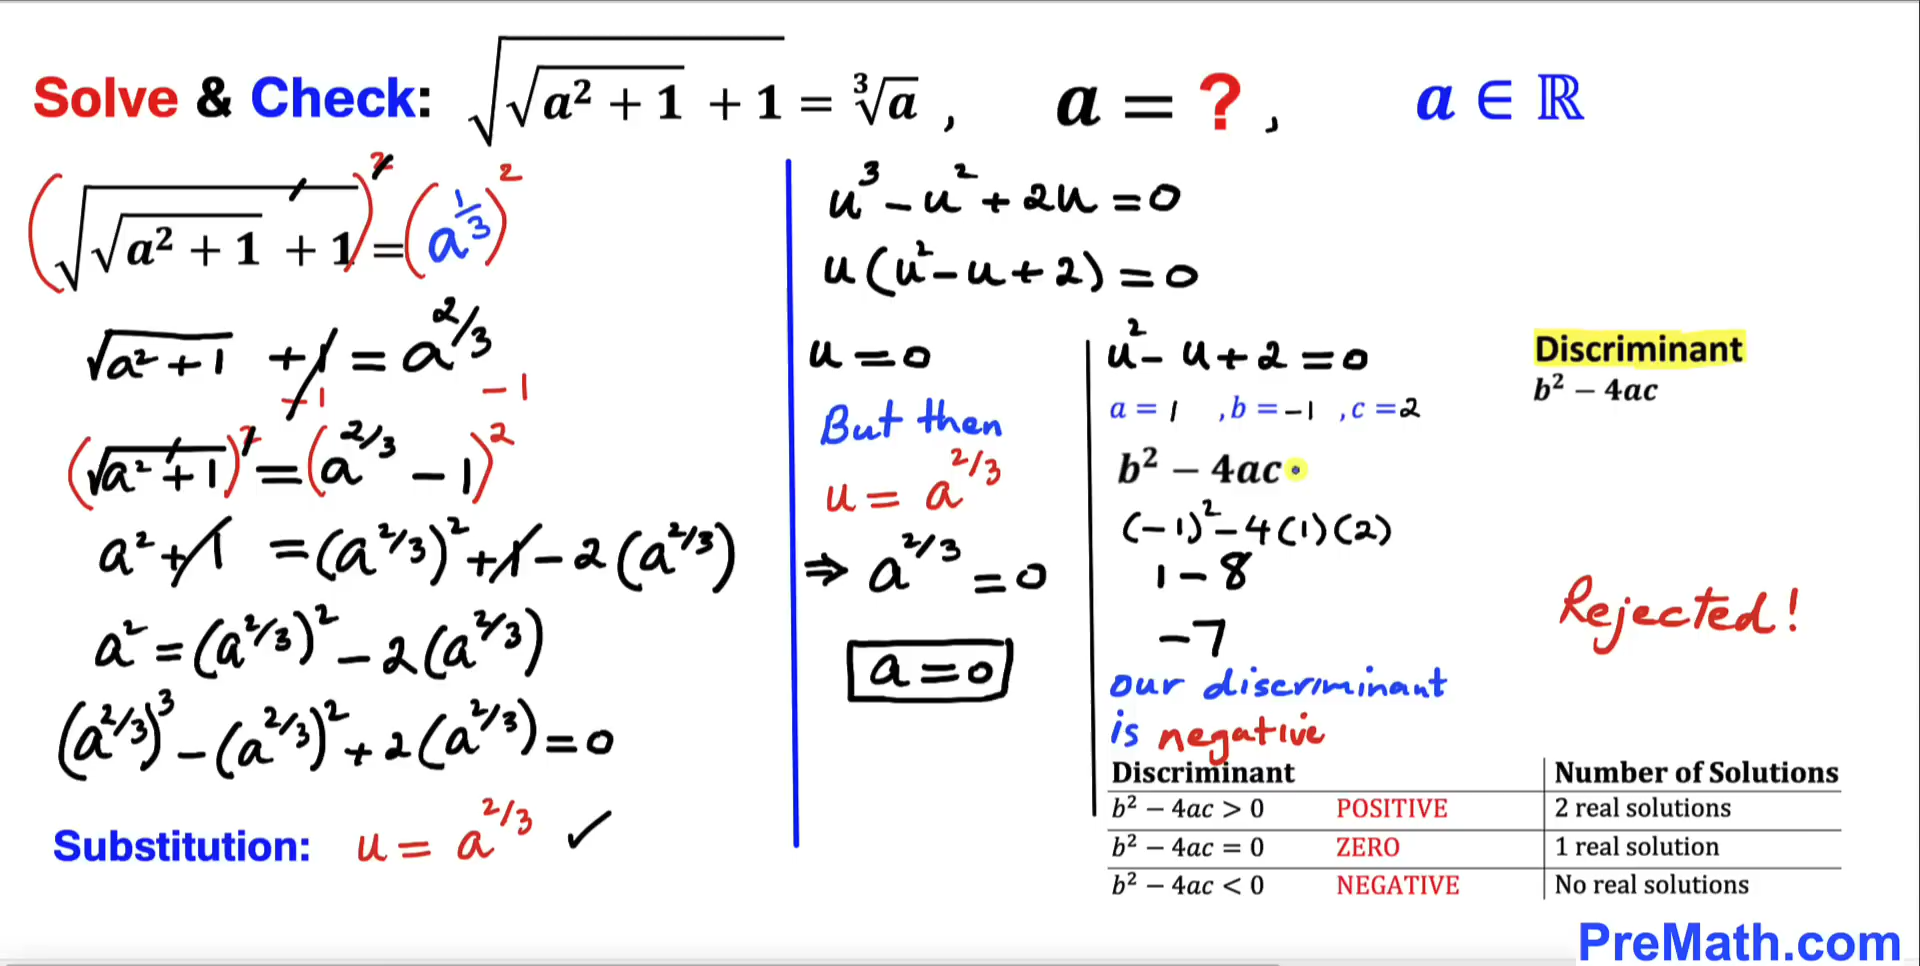 Solve & Check: √(√(a² + 1) + 1) = ∛a , a = ? , a ∈ ℝ
(√(√(a² + 1) + 1))² = (a^(1/3))²
√(a² + 1) + 1 = a^(2/3)
−1 −1
(√(a² + 1))² = (a^(2/3) − 1)²
a² + 1 = (a^(2/3))² + 1 − 2(a^(2/3))
a² = (a^(2/3))² − 2(a^(2/3))
(a^(2/3))³ − (a^(2/3))² + 2(a^(2/3)) = 0
Substitution: u = a^(2/3) ✓
u³ − u² + 2u = 0
u(u² − u + 2) = 0
u = 0
But then
u = a^(2/3)
⇒ a^(2/3) = 0
a = 0
u² − u + 2 = 0
a = 1 , b = −1 , c = 2
b² − 4ac
(−1)² − 4(1)(2)
1 − 8
−7
our discriminant
is negative
Discriminant
b² − 4ac
Rejected!
Discriminant Number of Solutions
b² − 4ac > 0 POSITIVE 2 real solutions
b² − 4ac = 0 ZERO 1 real solution
b² − 4ac < 0 NEGATIVE No real solutions
PreMath.com